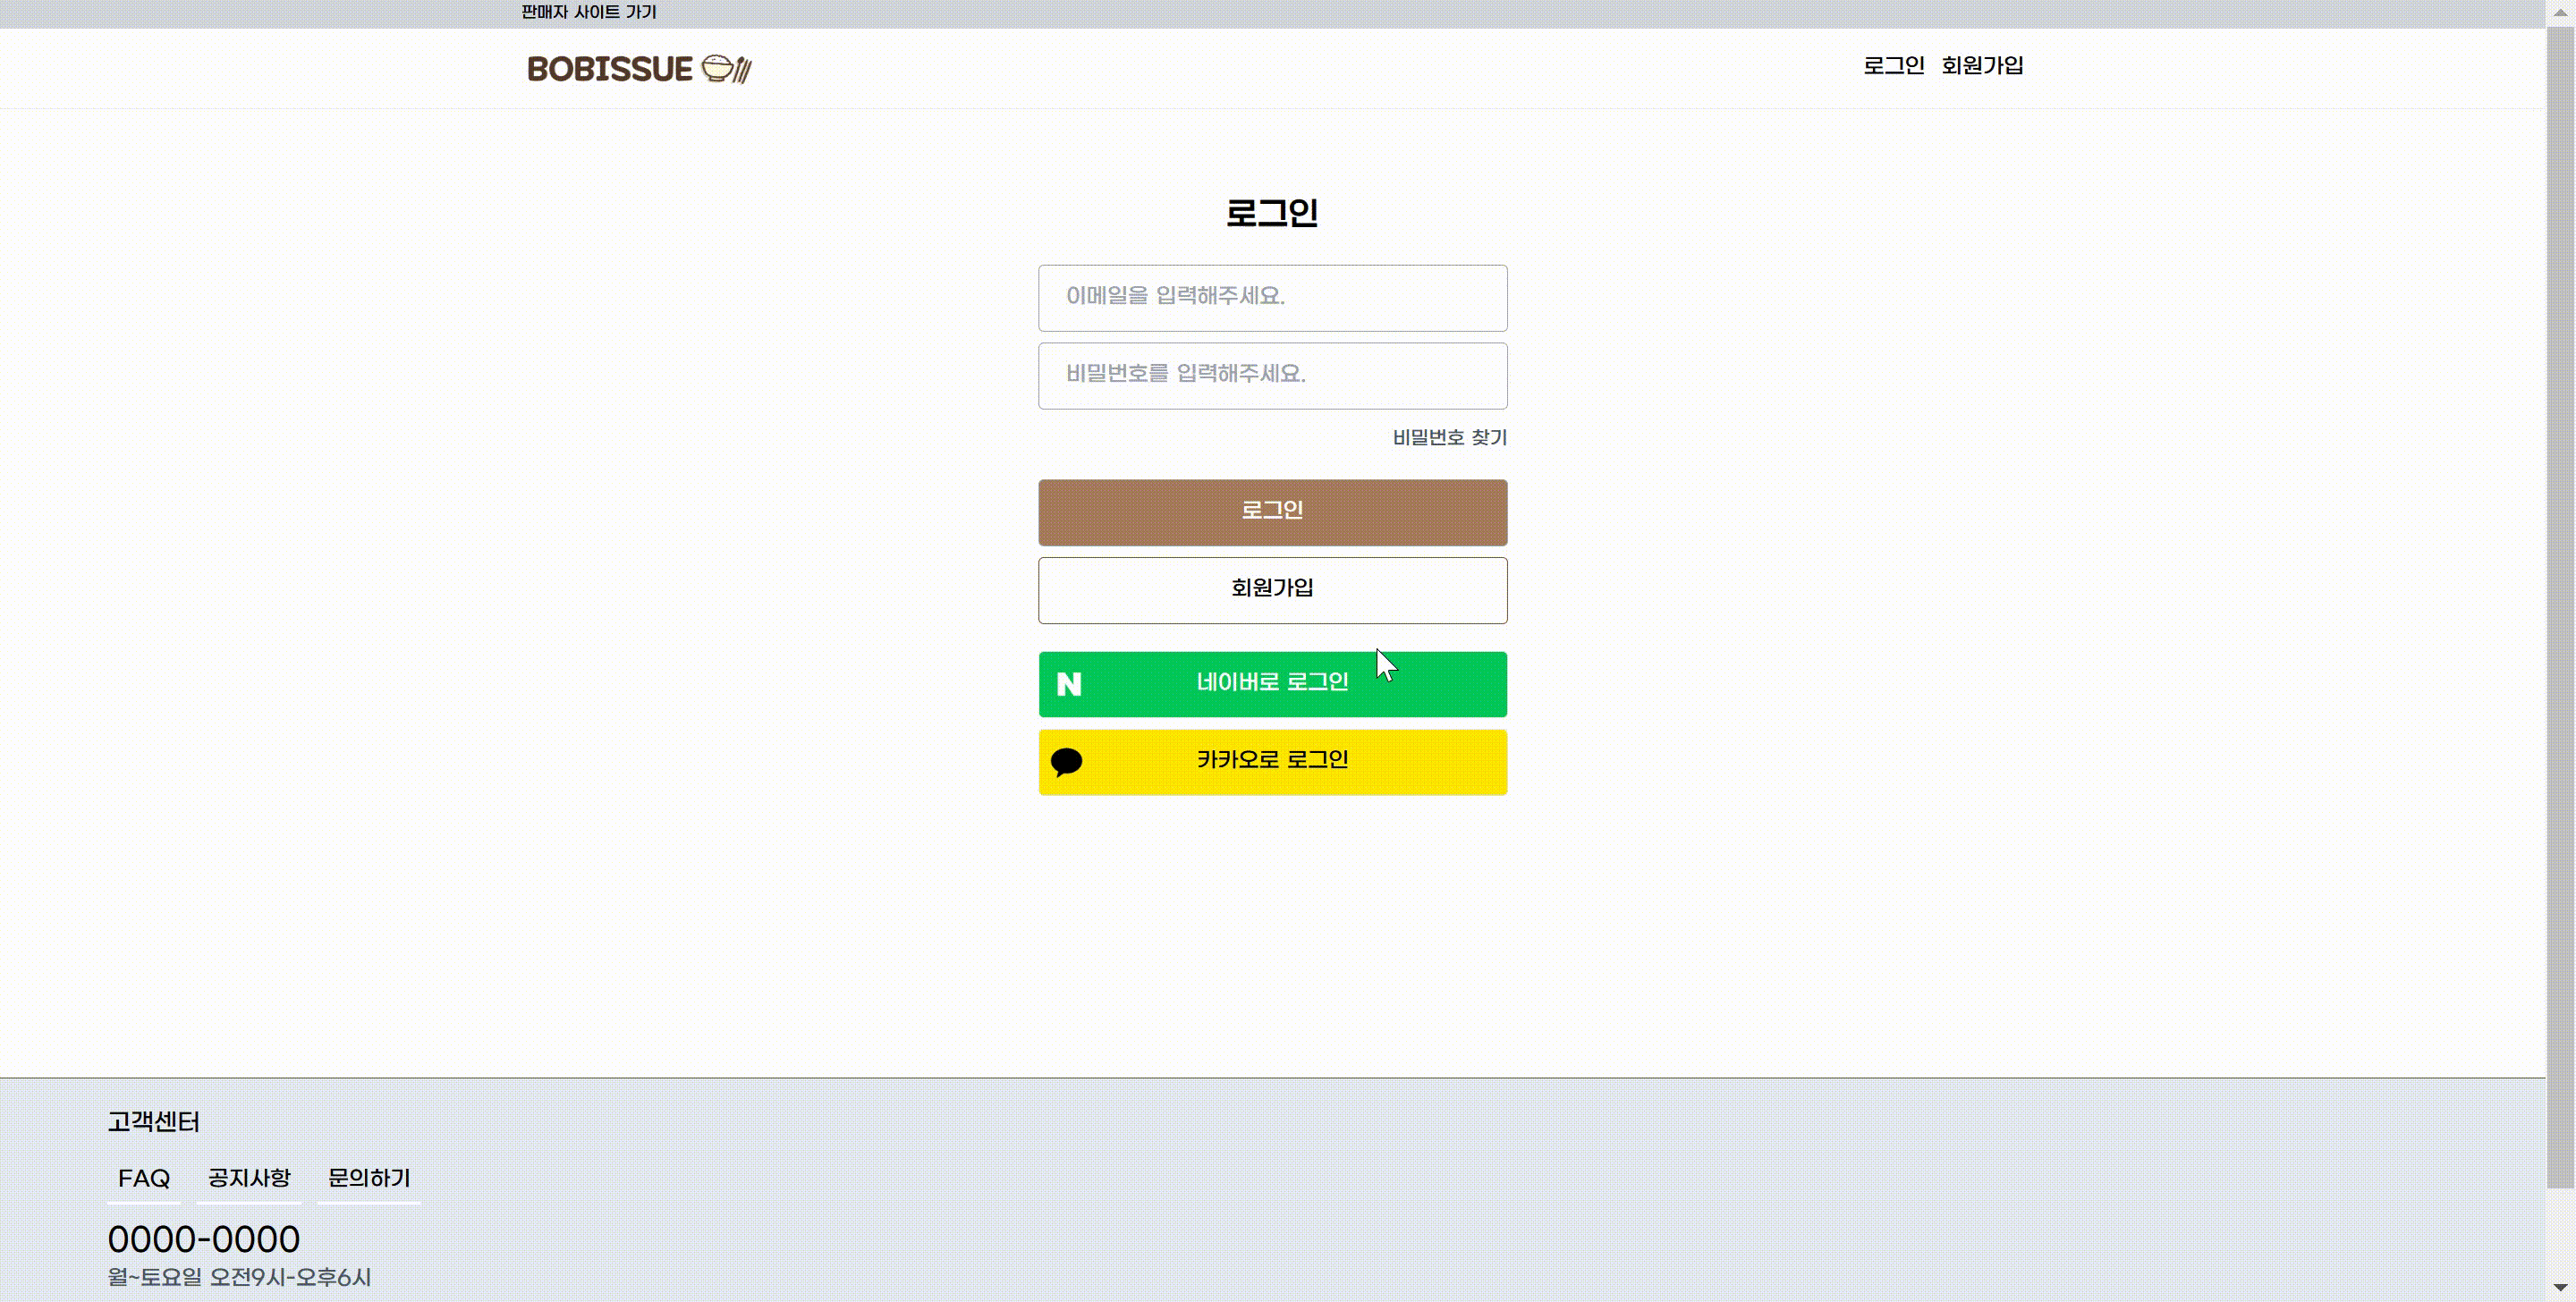 판매자 사이트 가기
BOBISSUE
로그인 회원가입
로그인
이메일을 입력해주세요.
비밀번호를 입력해주세요.
비밀번호 찾기
로그인
회원가입
N 네이버로 로그인
카카오로 로그인
고객센터
FAQ 공지사항 문의하기
0000-0000
월~토요일 오전9시-오후6시